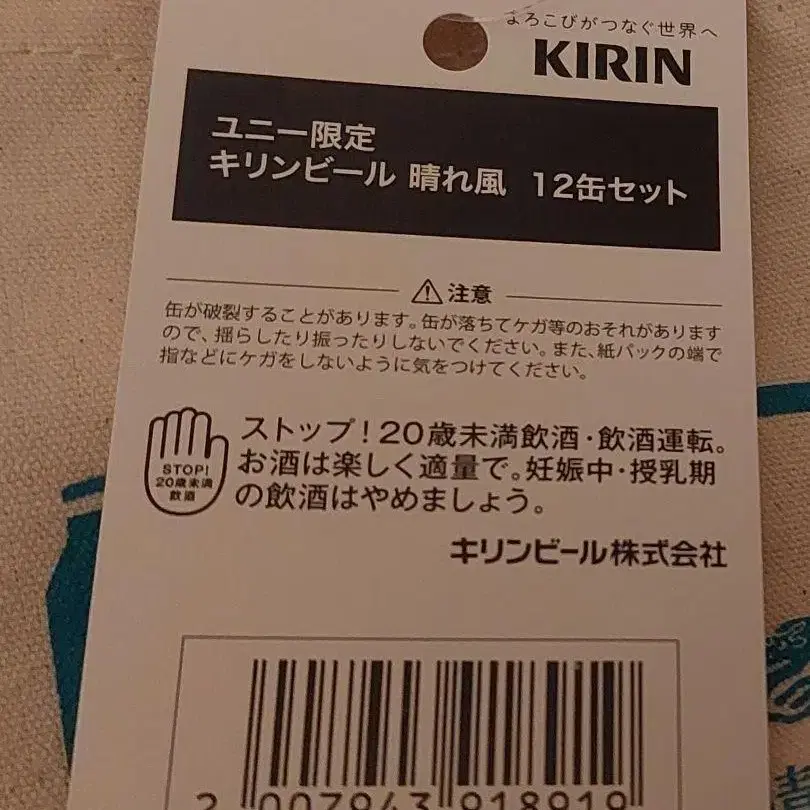 よろこびがつなぐ世界へ
KIRIN
ユニー限定
キリンビール 晴れ風 12缶セット
注意
缶が破裂することがあります。缶が落ちてケガ等のおそれがあります
ので、揺らしたり振ったりしないでください。また、紙パックの端で
指などにケガをしないように気をつけてください。
STOP!
20歳未満
飲酒
ストップ!20歳未満飲酒・飲酒運転。
お酒は楽しく適量で。妊娠中・授乳期
の飲酒はやめましょう。
キリンビール株式会社
2 007943 918919